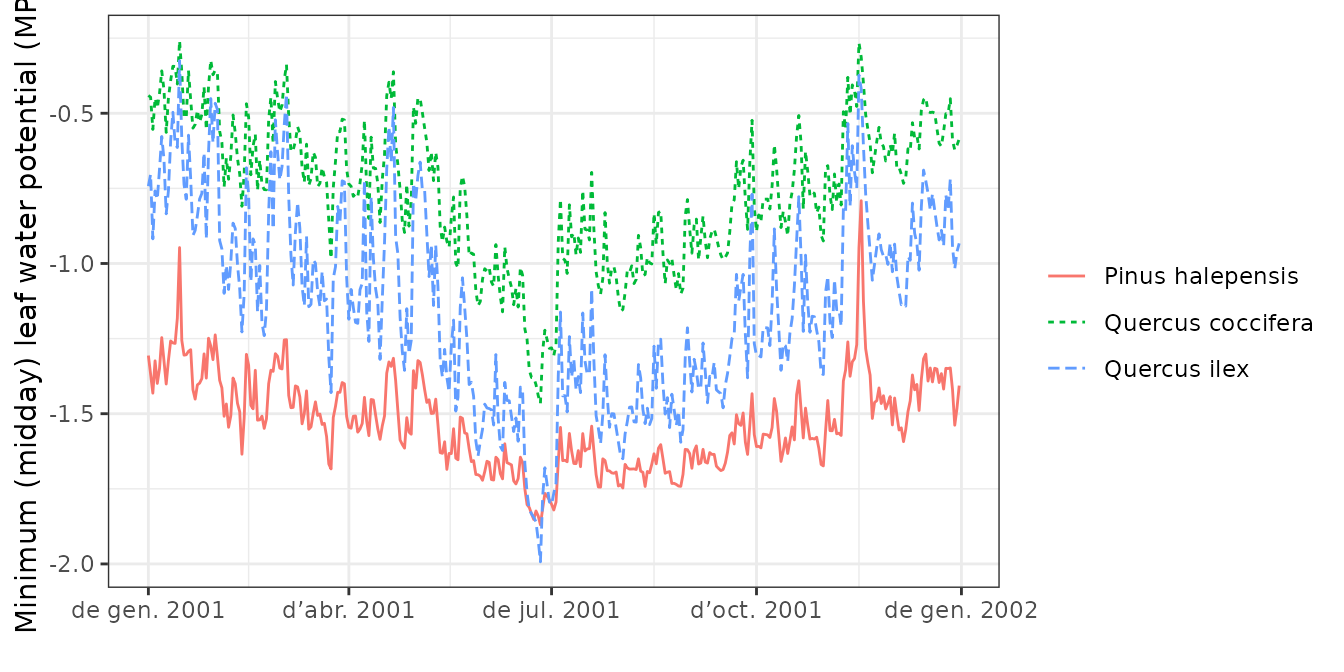 Minimum (midday) leaf water potential (MP
-0.5
-1.0
-1.5
-2.0
de gen. 2001
d’abr. 2001
de jul. 2001
d’oct. 2001
de gen. 2002
Pinus halepensis
Quercus coccifera
Quercus ilex